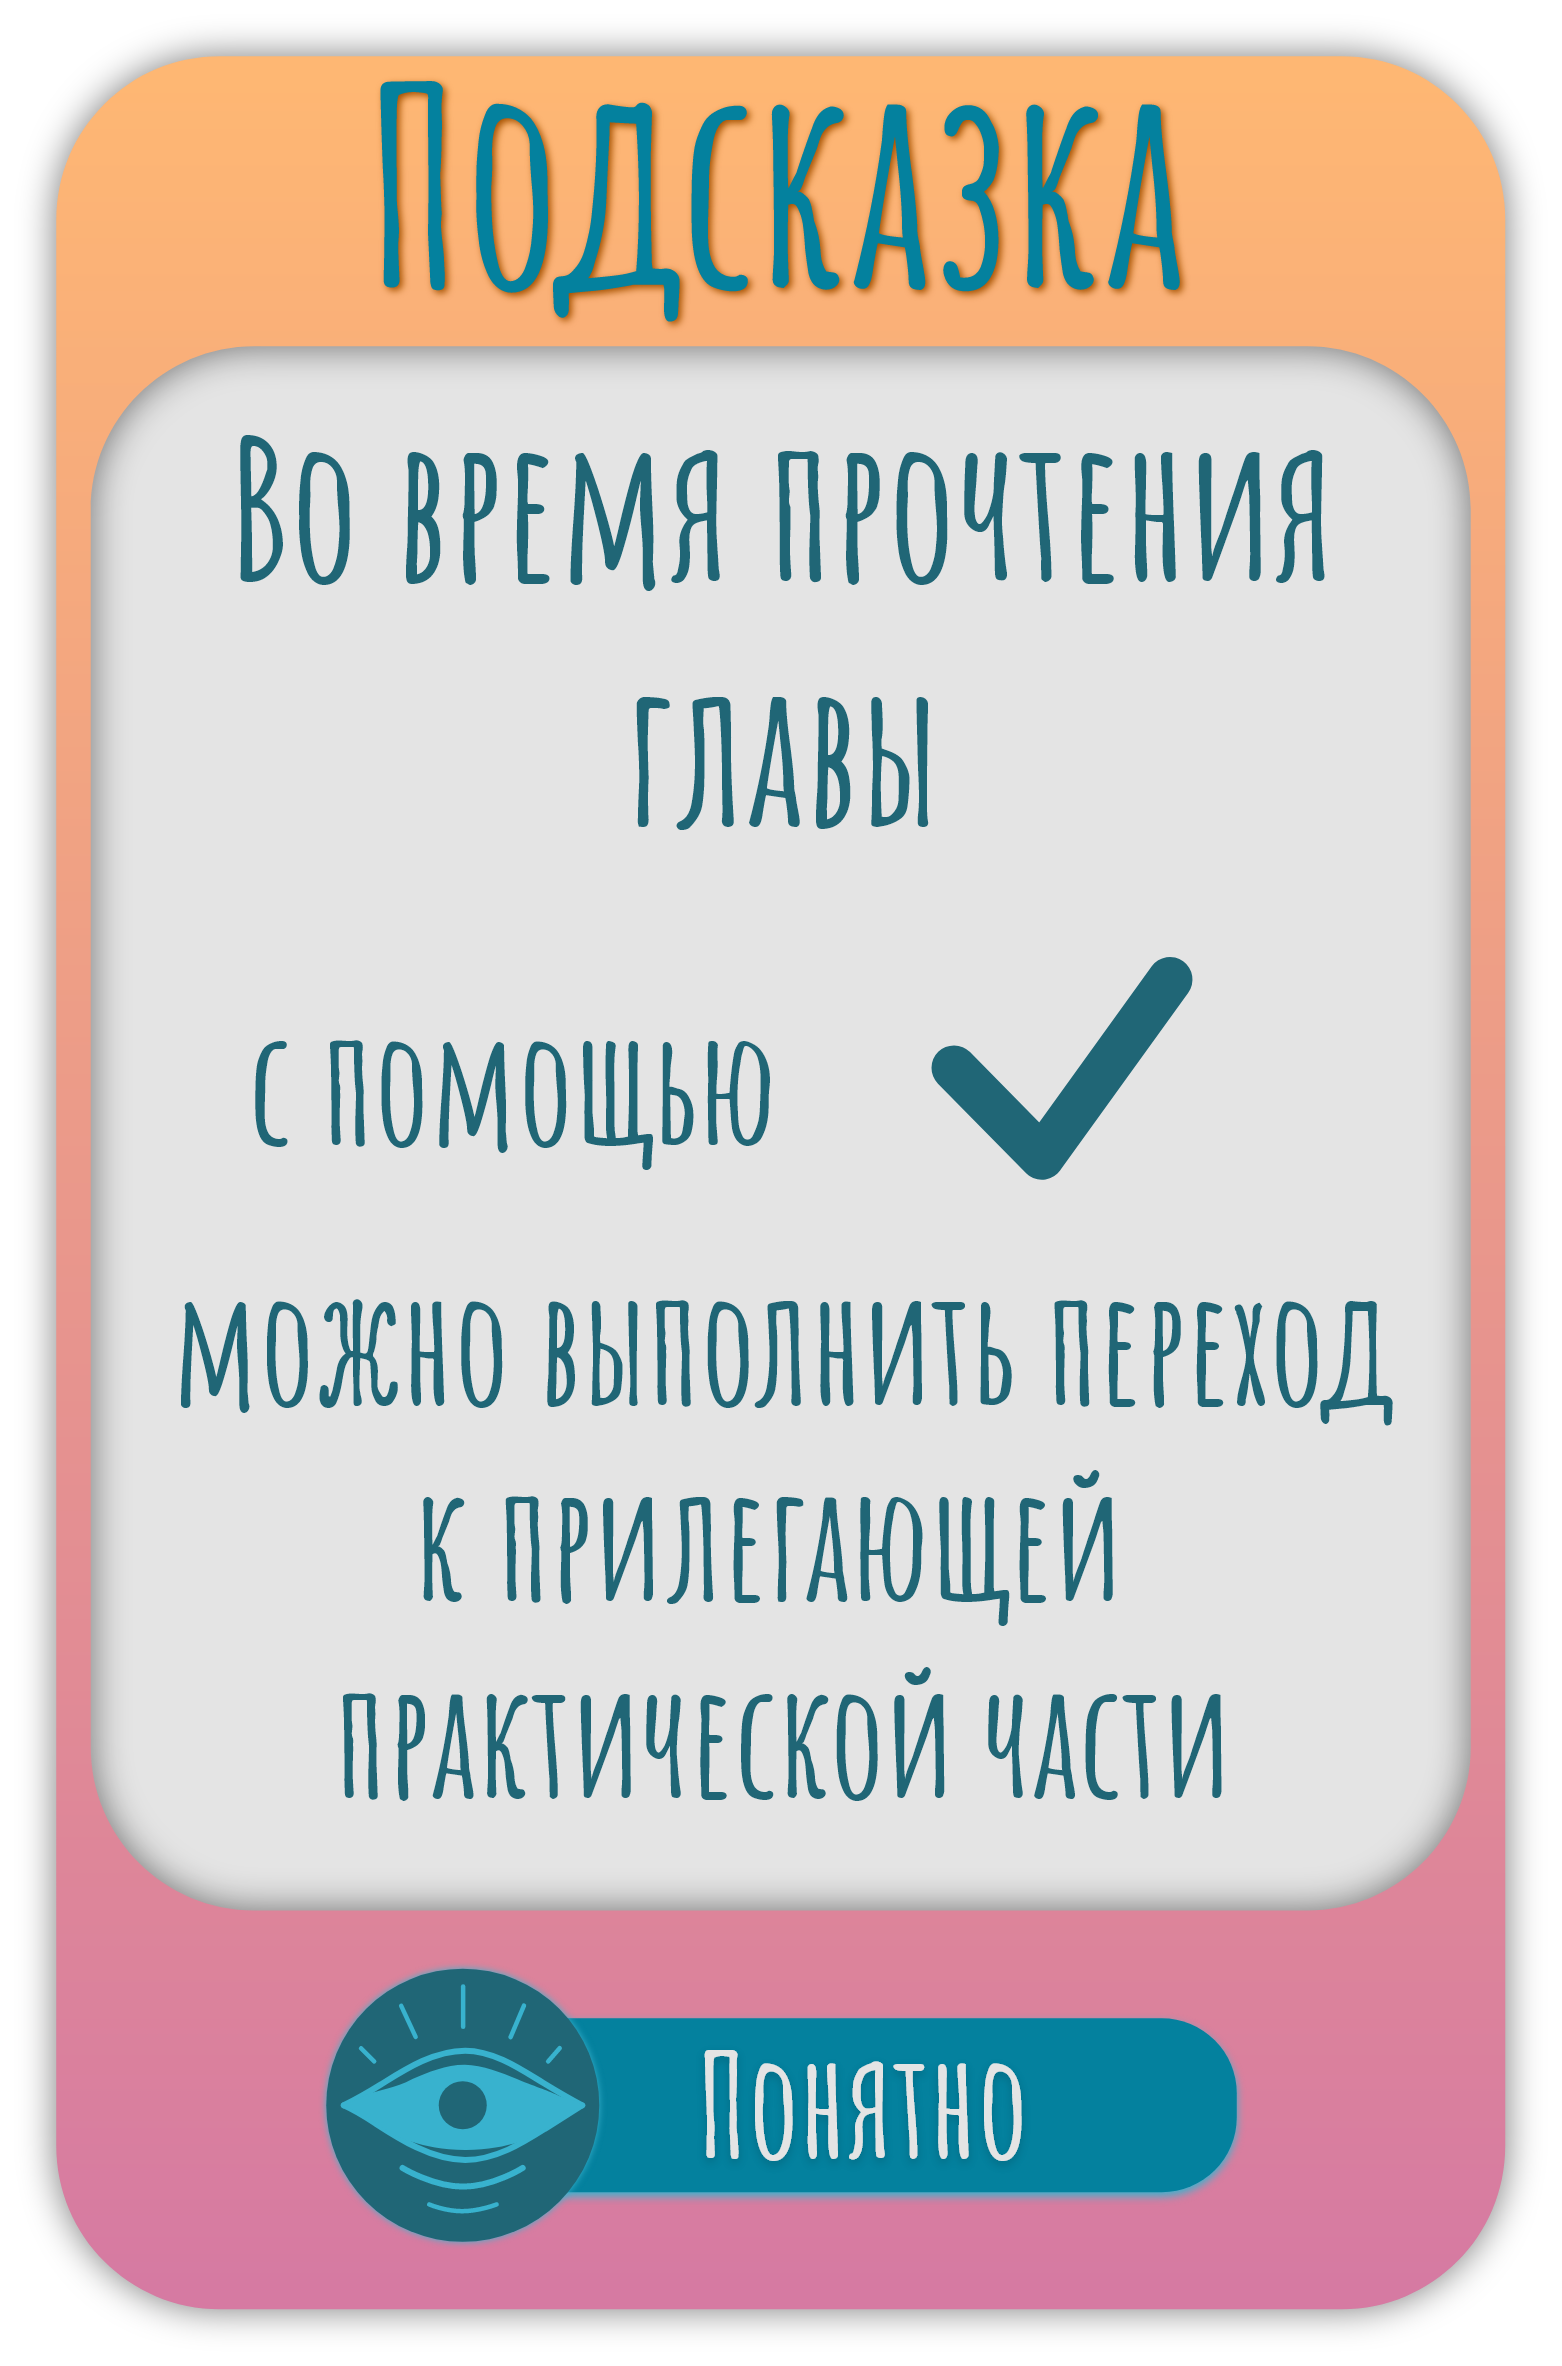 Подсказка
Во время прочтения
главы
с помощью
можно выполнить переход
к прилегающей
практической части
Понятно